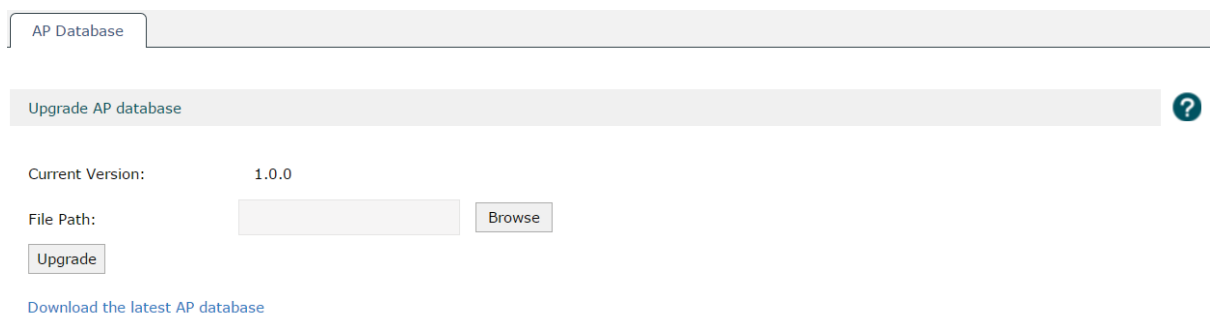 AP Database
Upgrade AP database
?
Current Version: 1.0.0
File Path: Browse
Upgrade
Download the latest AP database